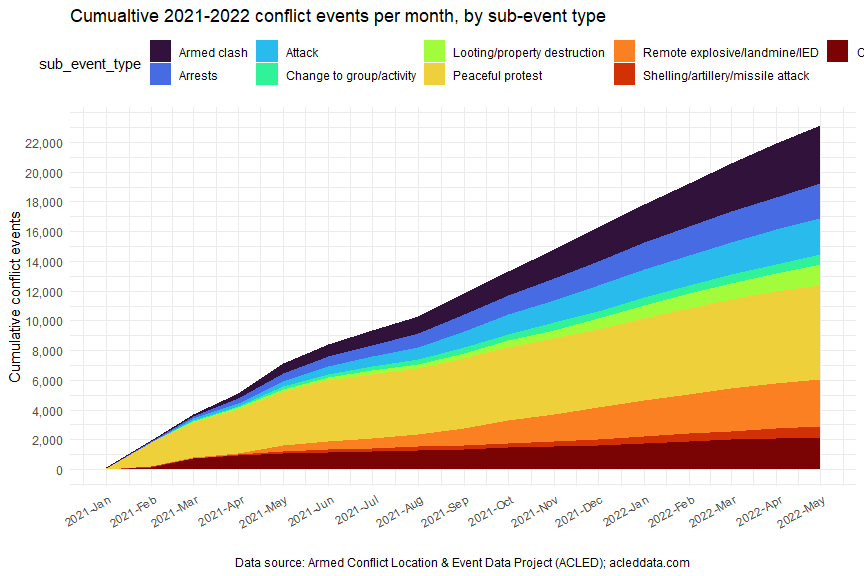 Cumualtive 2021-2022 conflict events per month, by sub-event type
sub_event_type
Armed clash
Arrests
Attack
Change to group/activity
Looting/property destruction
Peaceful protest
Remote explosive/landmine/IED
Shelling/artillery/missile attack
Cumulative conflict events
22,000
20,000
18,000
16,000
14,000
12,000
10,000
8,000
6,000
4,000
2,000
0
2021-Jan
2021-Feb
2021-Mar
2021-Apr
2021-May
2021-Jun
2021-Jul
2021-Aug
2021-Sep
2021-Oct
2021-Nov
2021-Dec
2022-Jan
2022-Feb
2022-Mar
2022-Apr
2022-May
Data source: Armed Conflict Location & Event Data Project (ACLED); acleddata.com